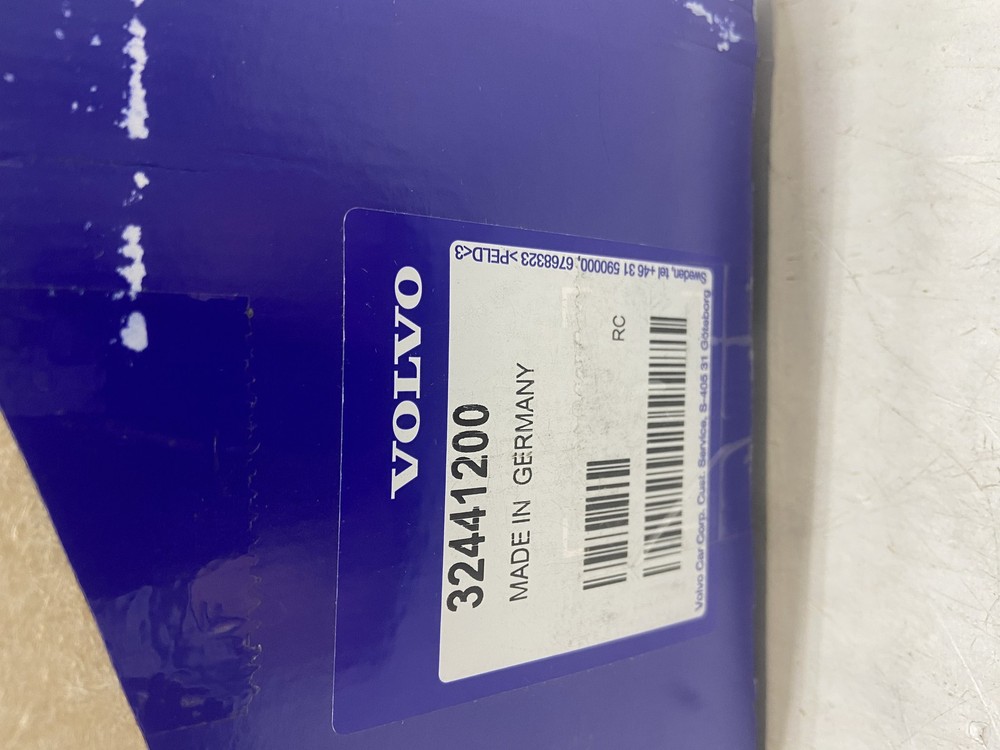 VOLVO
32441200
MADE IN GERMANY
RC
Volvo Car Corp. Cust. Service, S-405 31 Göteborg
Sweden, tel +46 31 590000, 6768323 >PELD<3